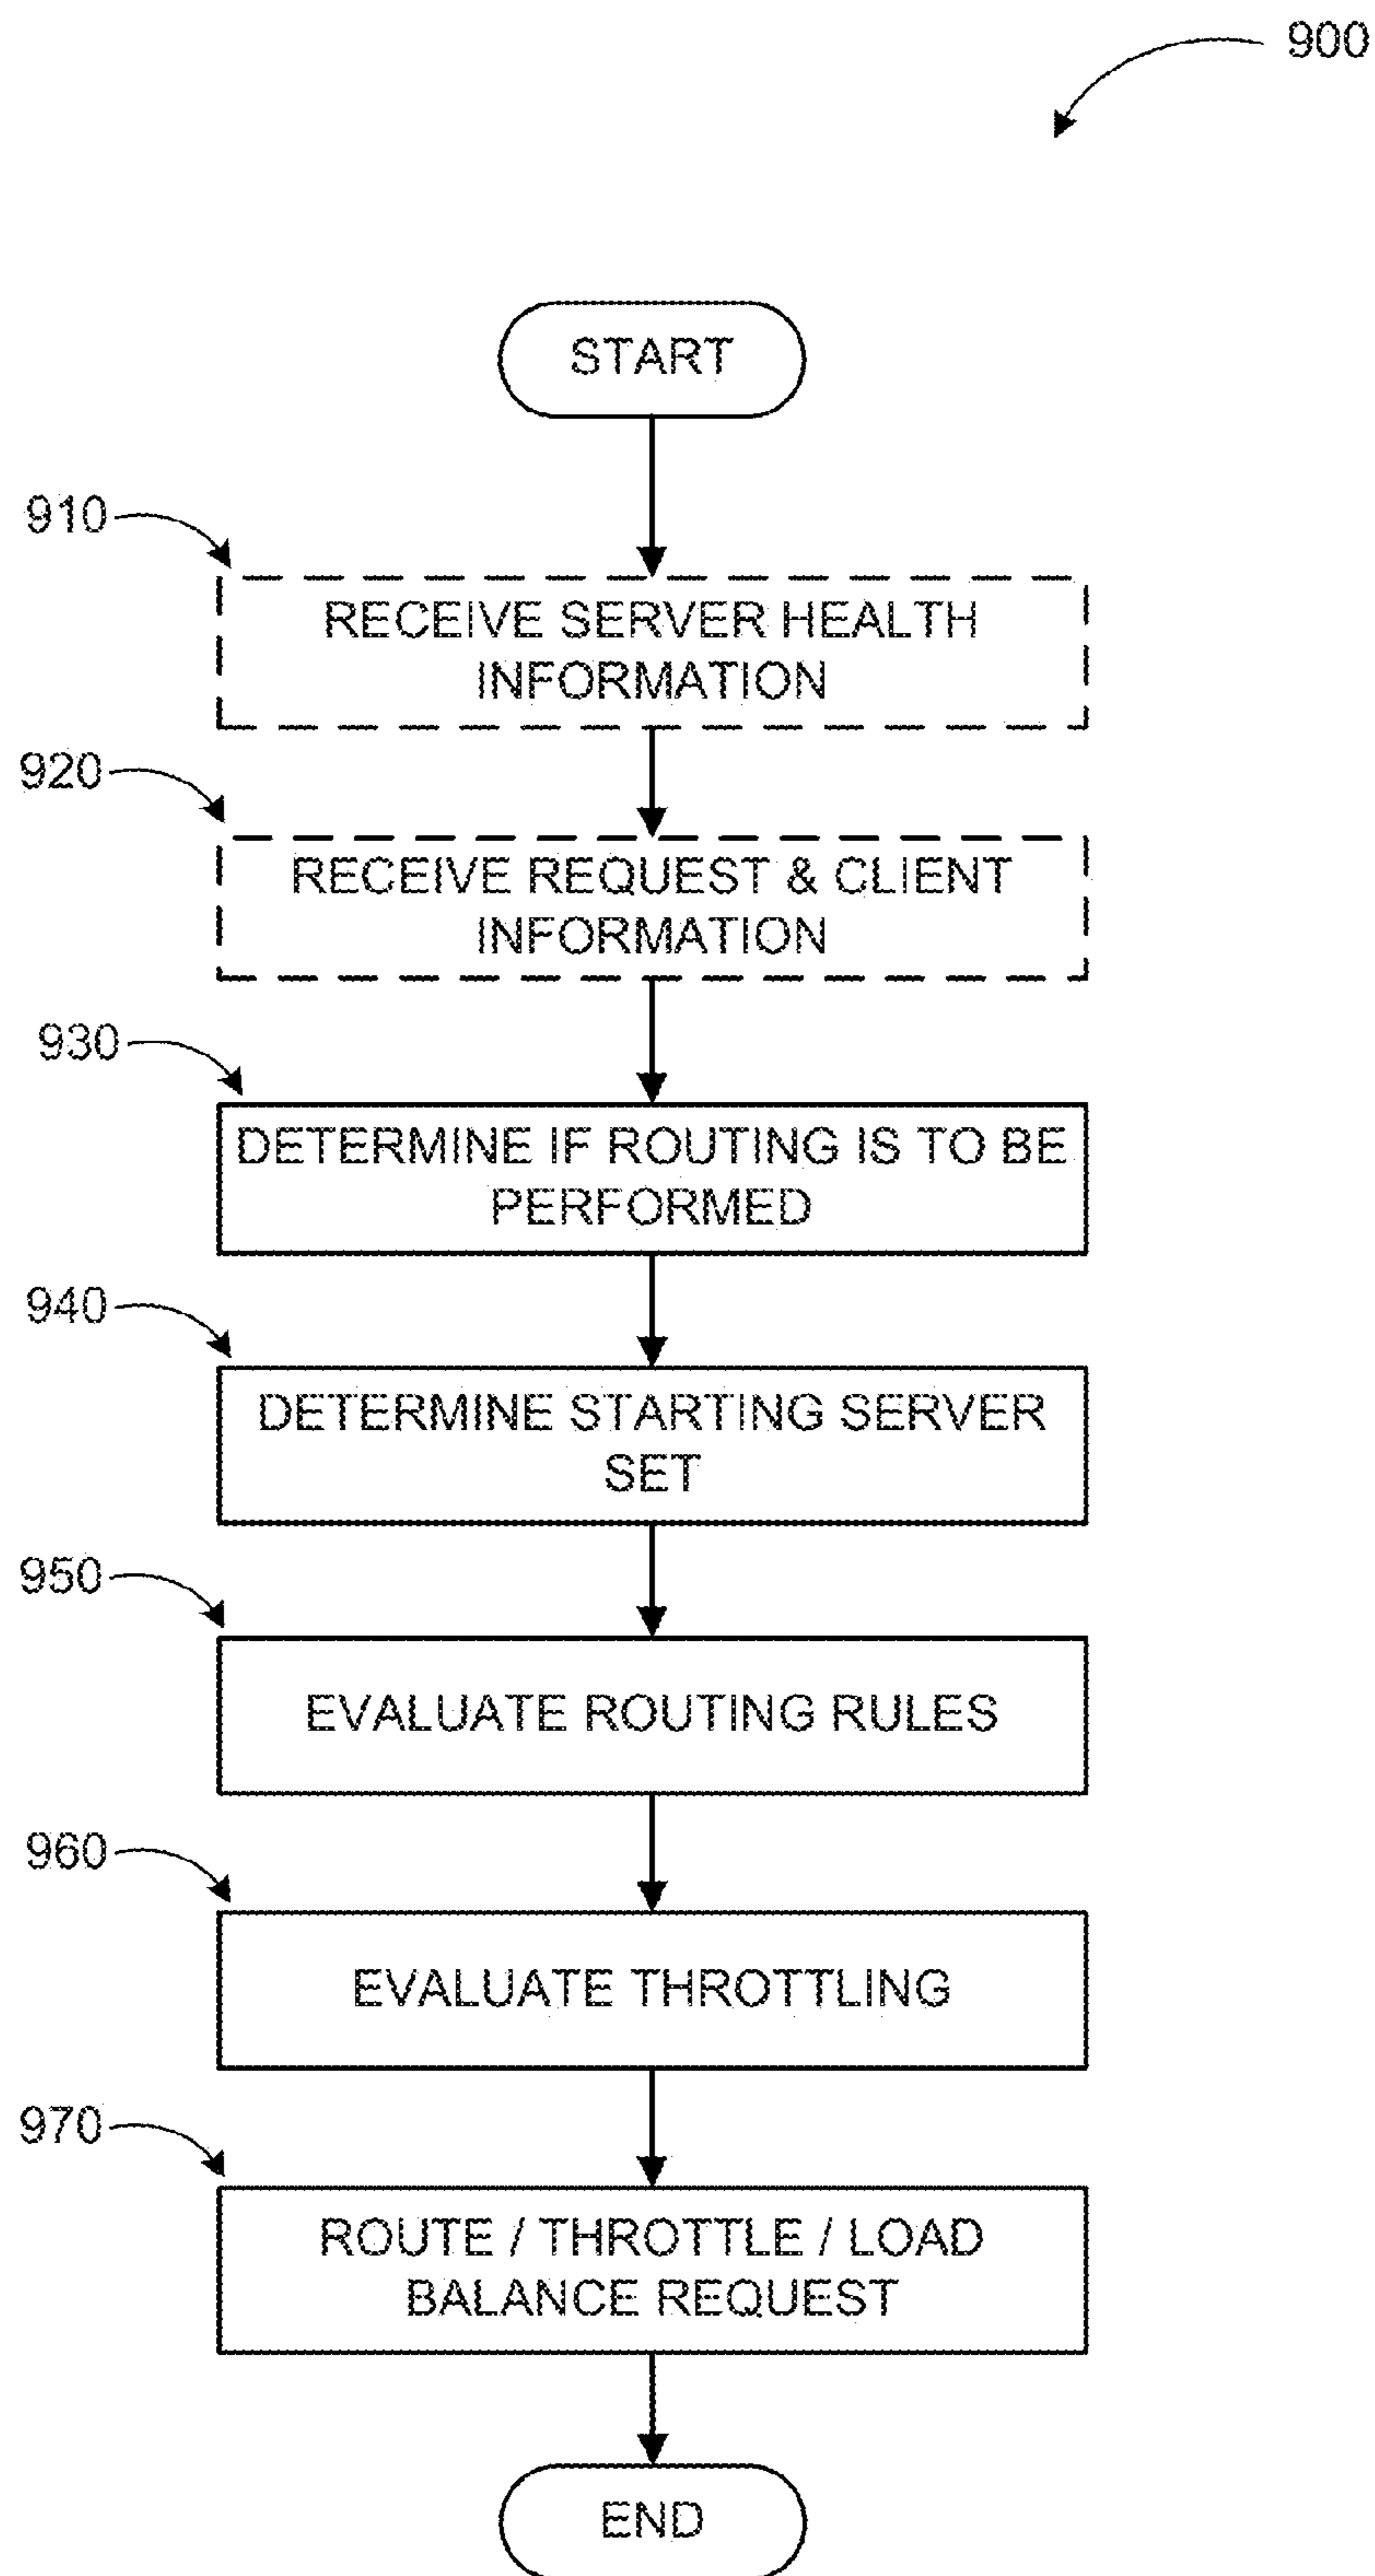 900
START
910
RECEIVE SERVER HEALTH
INFORMATION
920
RECEIVE REQUEST & CLIENT
INFORMATION
930
DETERMINE IF ROUTING IS TO BE
PERFORMED
940
DETERMINE STARTING SERVER
SET
950
EVALUATE ROUTING RULES
960
EVALUATE THROTTLING
970
ROUTE / THROTTLE / LOAD
BALANCE REQUEST
END